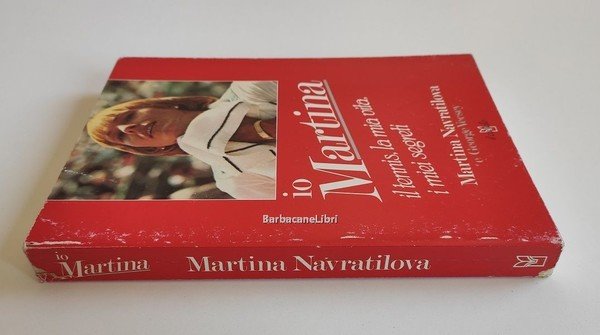 io
Martina
il tennis, la mia vita.
i miei segreti
Martina Navratilova
e George Vecsey
BarbacaneLibri
io
Martina
Martina Navratilova